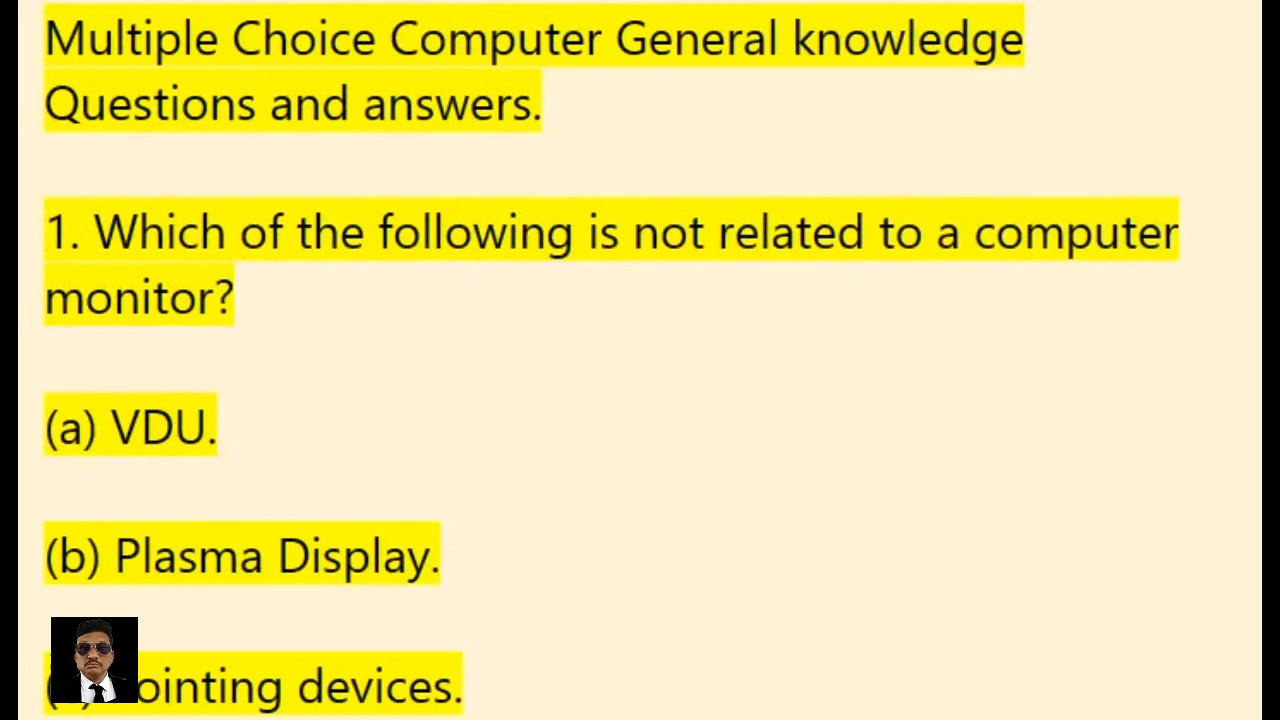 Multiple Choice Computer General knowledge
Questions and answers.
1. Which of the following is not related to a computer
monitor?
(a) VDU.
(b) Plasma Display.
devices.